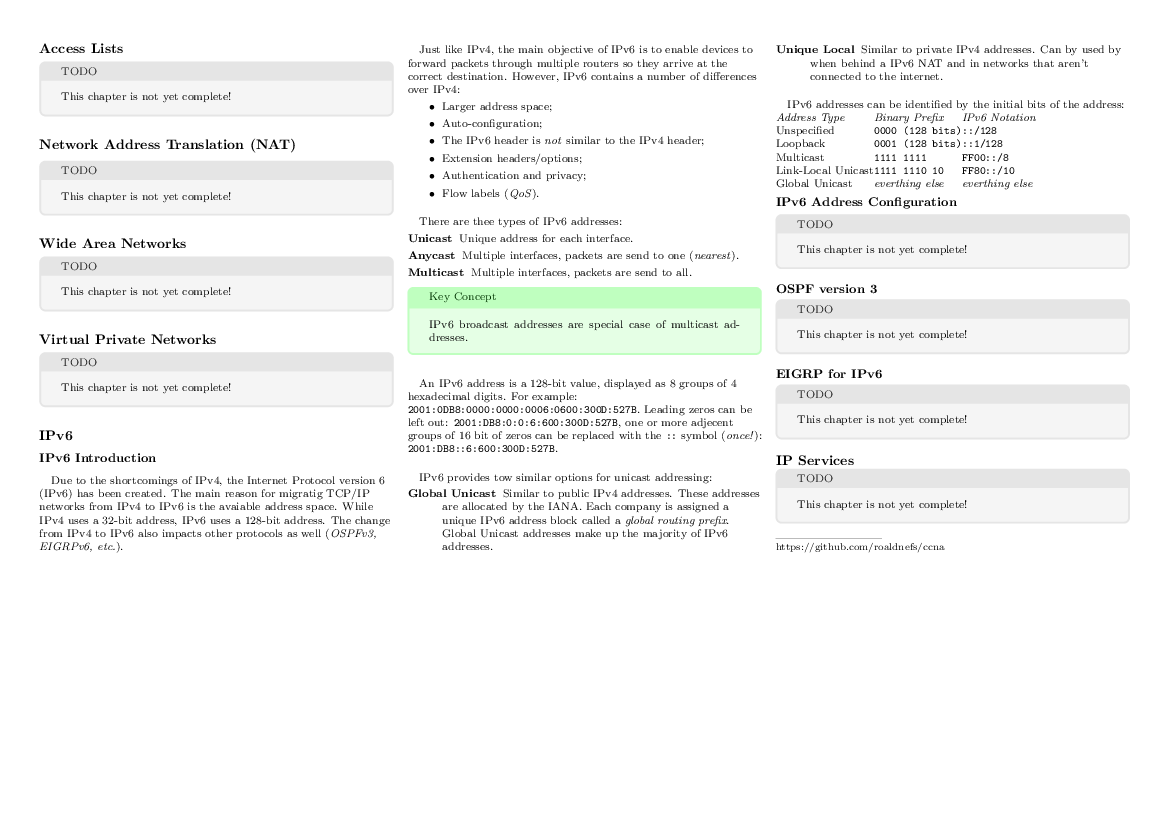 Access Lists
TODO
This chapter is not yet complete!
Network Address Translation (NAT)
TODO
This chapter is not yet complete!
Wide Area Networks
TODO
This chapter is not yet complete!
Virtual Private Networks
TODO
This chapter is not yet complete!
IPv6
IPv6 Introduction
Due to the shortcomings of IPv4, the Internet Protocol version 6
(IPv6) has been created. The main reason for migratig TCP/IP
networks from IPv4 to IPv6 is the avaiable address space. While
IPv4 uses a 32-bit address, IPv6 uses a 128-bit address. The change
from IPv4 to IPv6 also impacts other protocols as well (OSPFv3,
EIGRPv6, etc.).
Just like IPv4, the main objective of IPv6 is to enable devices to
forward packets through multiple routers so they arrive at the
correct destination. However, IPv6 contains a number of differences
over IPv4:
• Larger address space;
• Auto-configuration;
• The IPv6 header is not similar to the IPv4 header;
• Extension headers/options;
• Authentication and privacy;
• Flow labels (QoS).
There are thee types of IPv6 addresses:
Unicast Unique address for each interface.
Anycast Multiple interfaces, packets are send to one (nearest).
Multicast Multiple interfaces, packets are send to all.
Key Concept
IPv6 broadcast addresses are special case of multicast ad-
dresses.
An IPv6 address is a 128-bit value, displayed as 8 groups of 4
hexadecimal digits. For example:
2001:0DB8:0000:0000:0006:0600:300D:527B. Leading zeros can be
left out: 2001:DB8:0:0:6:600:300D:527B, one or more adjecent
groups of 16 bit of zeros can be replaced with the :: symbol (once!):
2001:DB8::6:600:300D:527B.
IPv6 provides tow similar options for unicast addressing:
Global Unicast Similar to public IPv4 addresses. These addresses
are allocated by the IANA. Each company is assigned a
unique IPv6 address block called a global routing prefix.
Global Unicast addresses make up the majority of IPv6
addresses.
Unique Local Similar to private IPv4 addresses. Can by used by
when behind a IPv6 NAT and in networks that aren't
connected to the internet.
IPv6 addresses can be identified by the initial bits of the address:
Address Type Binary Prefix IPv6 Notation
Unspecified 0000 (128 bits) ::/128
Loopback 0001 (128 bits) ::1/128
Multicast 1111 1111 FF00::/8
Link-Local Unicast 1111 1110 10 FF80::/10
Global Unicast everthing else everthing else
IPv6 Address Configuration
TODO
This chapter is not yet complete!
OSPF version 3
TODO
This chapter is not yet complete!
EIGRP for IPv6
TODO
This chapter is not yet complete!
IP Services
TODO
This chapter is not yet complete!
https://github.com/roaldnefs/ccna